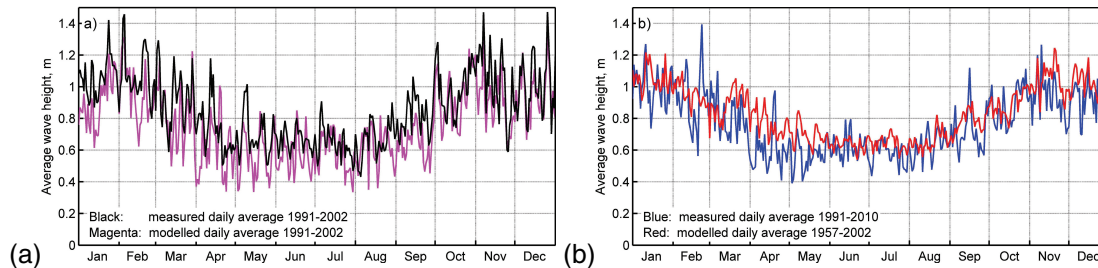 a)
Average wave height, m
1.4
1.2
1
0.8
0.6
0.4
0.2
0
Black: measured daily average 1991-2002
Magenta: modelled daily average 1991-2002
Jan Feb Mar Apr May Jun Jul Aug Sep Oct Nov Dec
(a)
b)
Average wave height, m
1.4
1.2
1
0.8
0.6
0.4
0.2
0
Blue: measured daily average 1991-2010
Red: modelled daily average 1957-2002
Jan Feb Mar Apr May Jun Jul Aug Sep Oct Nov Dec
(b)